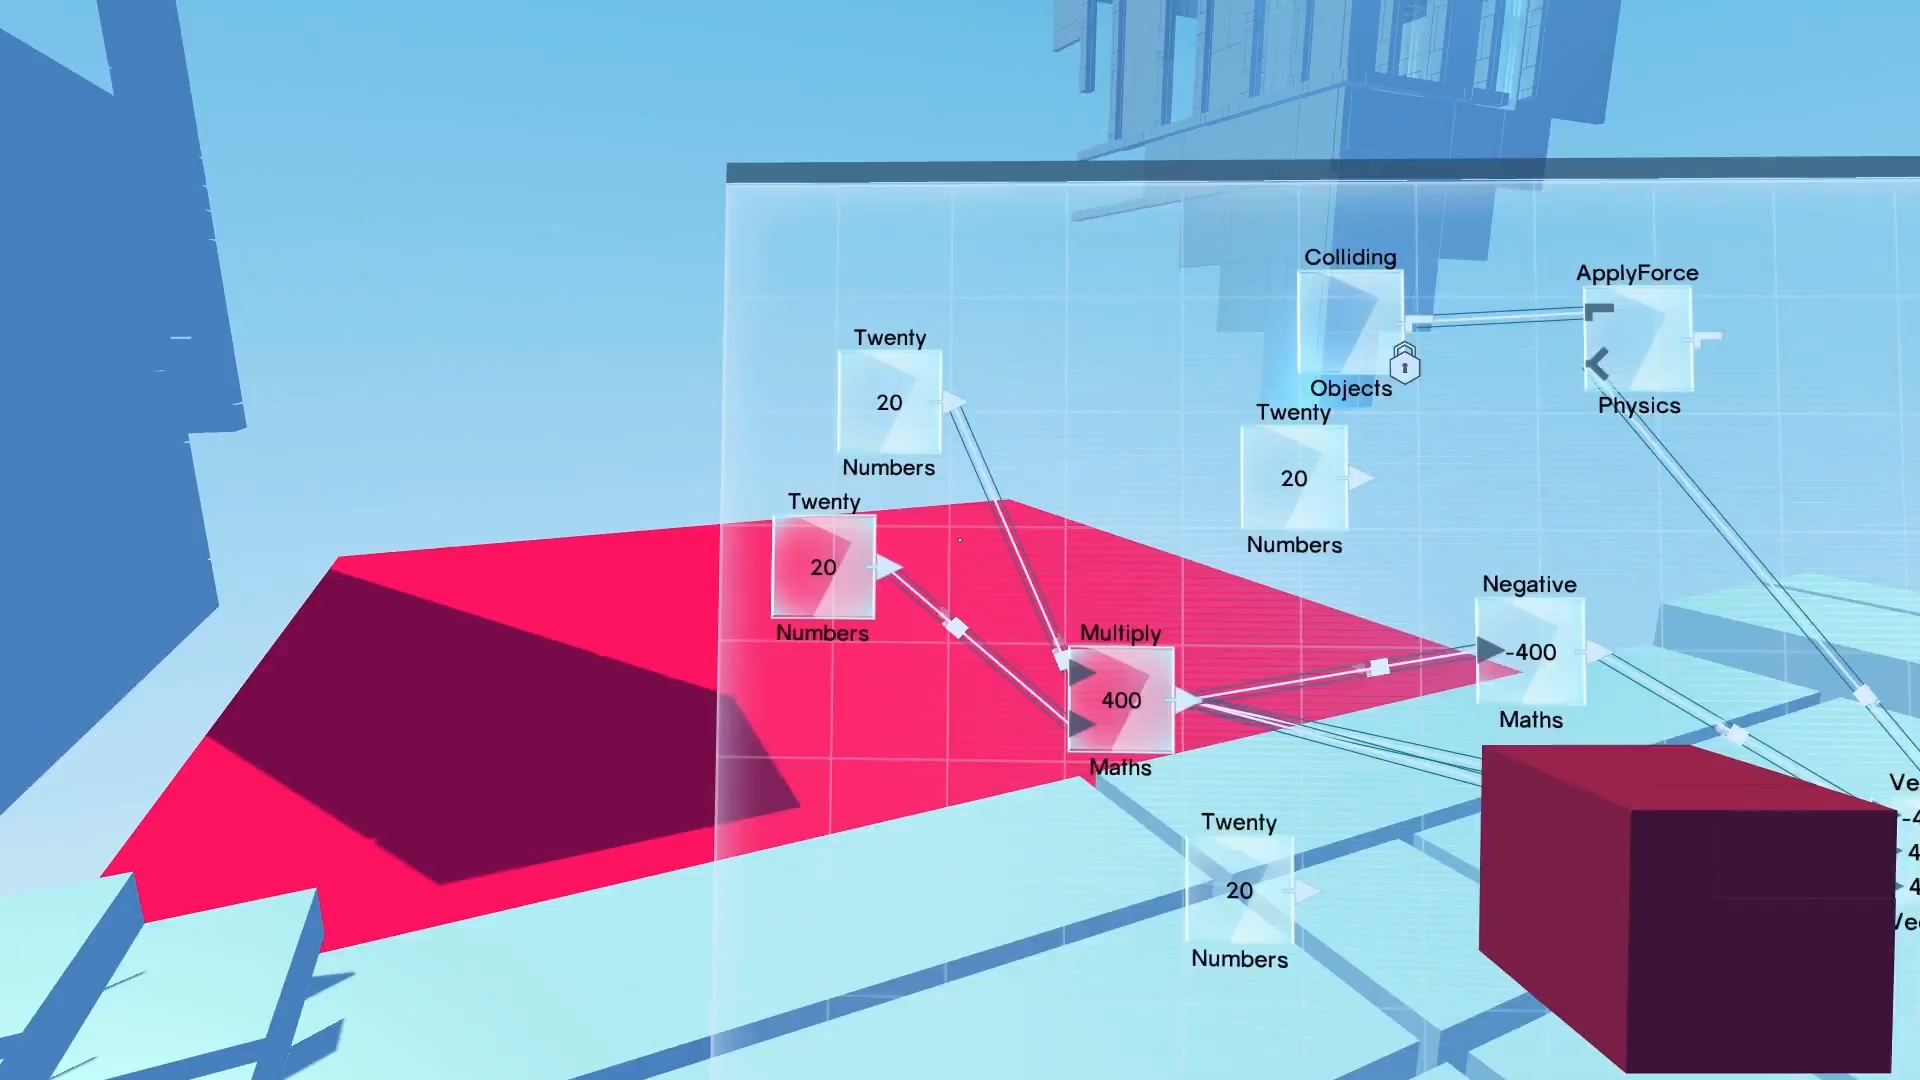 Colliding
Objects
ApplyForce
Physics
Twenty
20
Numbers
Twenty
20
Numbers
Twenty
20
Numbers
Negative
-400
Maths
Multiply
400
Maths
Twenty
20
Numbers